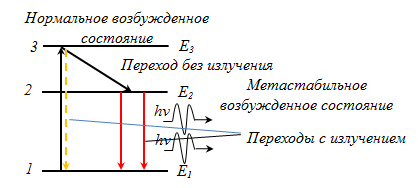 Нормальное возбужденное
состояние
3 E3
Переход без излучения
2 E2
Метастабильное
возбужденное состояние
hν
hν
Переходы с излучением
1 E1